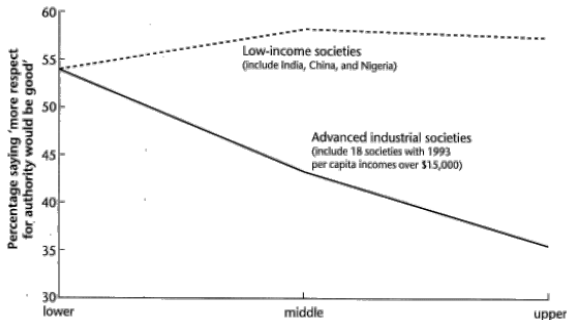 Percentage saying 'more respect
for authority would be good'
60
55
50
45
40
35
30
Low-income societies
(include India, China, and Nigeria)
Advanced industrial societies
(include 18 societies with 1993
per capita incomes over $15,000)
lower
middle
upper